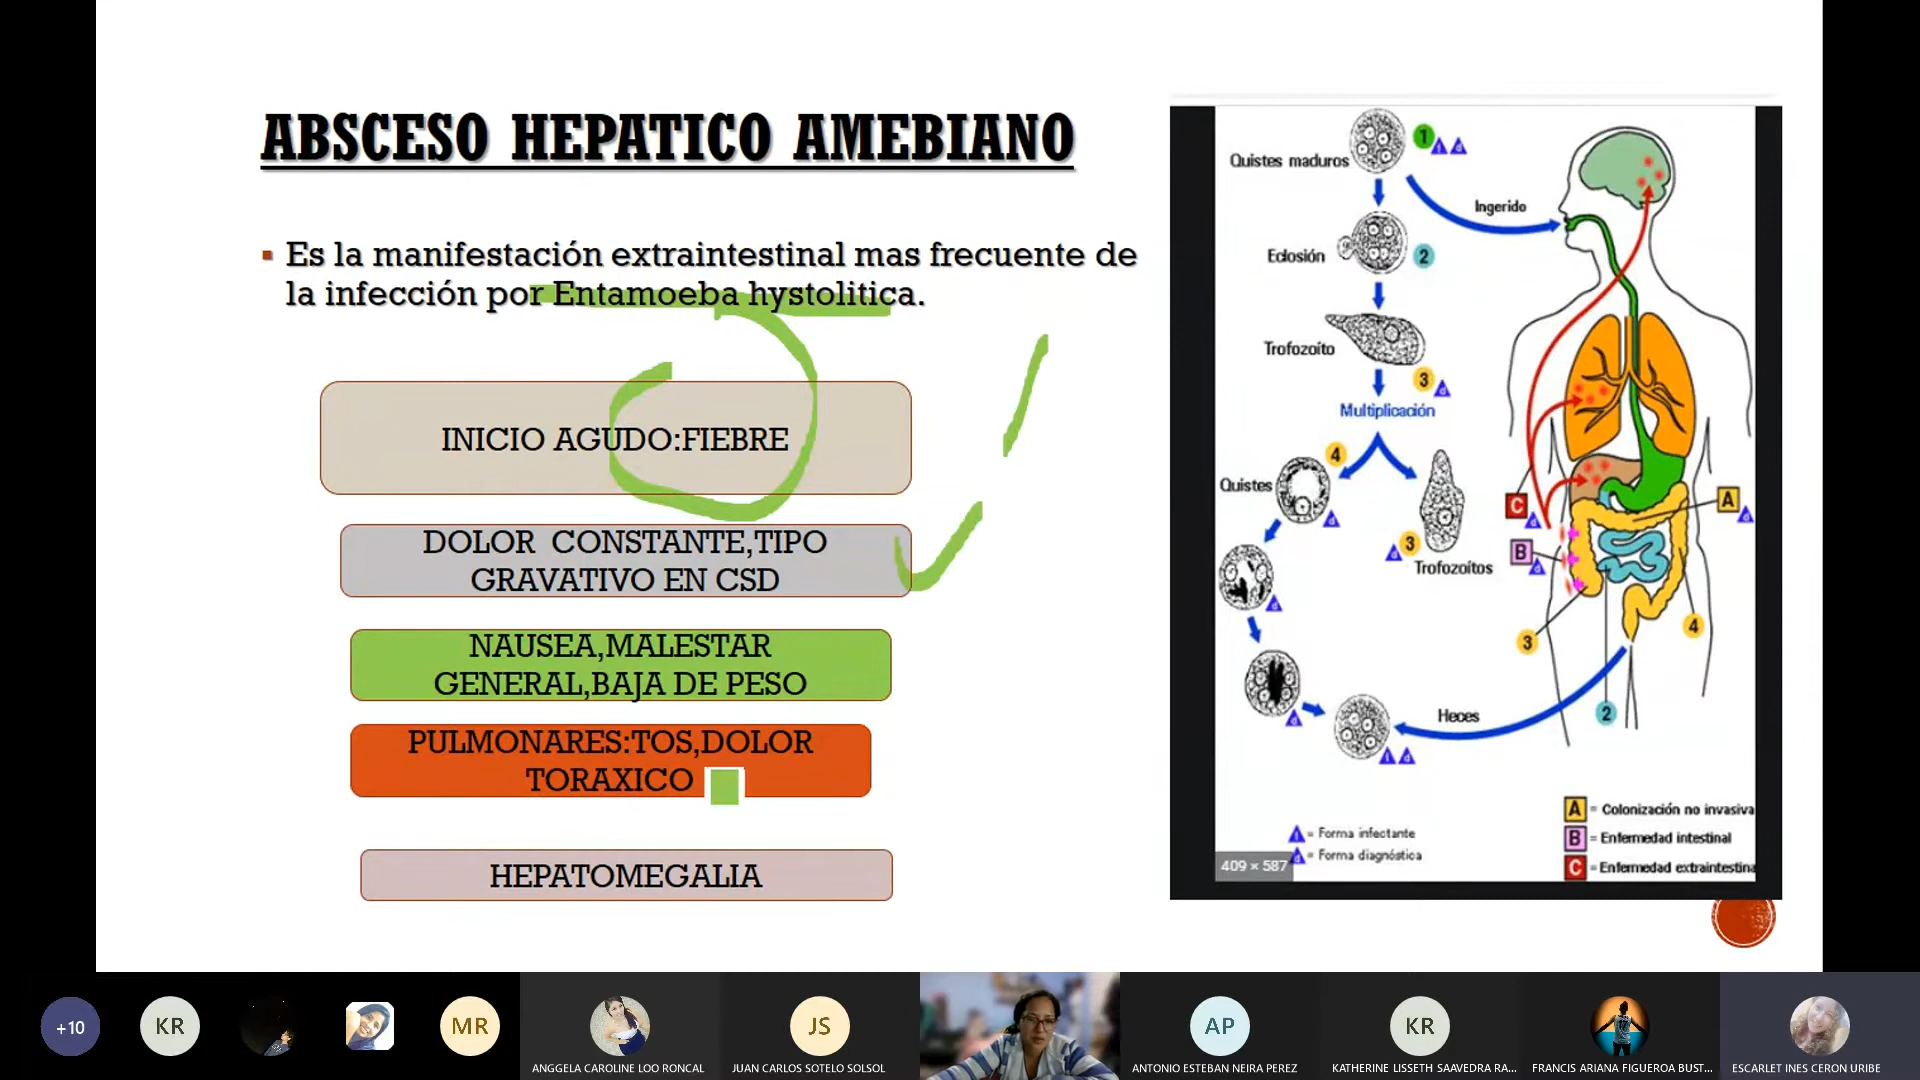 ABSCESO HEPATICO AMEBIANO
Es la manifestación extraintestinal mas frecuente de
la infección por Entamoeba hystolitica.
INICIO AGUDO:FIEBRE
DOLOR CONSTANTE,TIPO
GRAVATIVO EN CSD
NAUSEA,MALESTAR
GENERAL,BAJA DE PESO
PULMONARES:TOS,DOLOR
TORAXICO
HEPATOMEGALIA
Quistes maduros
1
i d
Ingerido
Eclosión
2
Trofozoito
3
d
Multiplicación
4
Quistes
d
3
d
Trofozoítos
d
d
i d
Heces
A
d
C
d
B
d
3
4
2
i = Forma infectante
d = Forma diagnóstica
409 × 587
A = Colonización no invasiva
B = Enfermedad intestinal
C = Enfermedad extraintestina
+10
KR
MR
ANGGELA CAROLINE LOO RONCAL
JS
JUAN CARLOS SOTELO SOLSOL
AP
ANTONIO ESTEBAN NEIRA PEREZ
KR
KATHERINE LISSETH SAAVEDRA RA...
FRANCIS ARIANA FIGUEROA BUST...
ESCARLET INES CERON URIBE